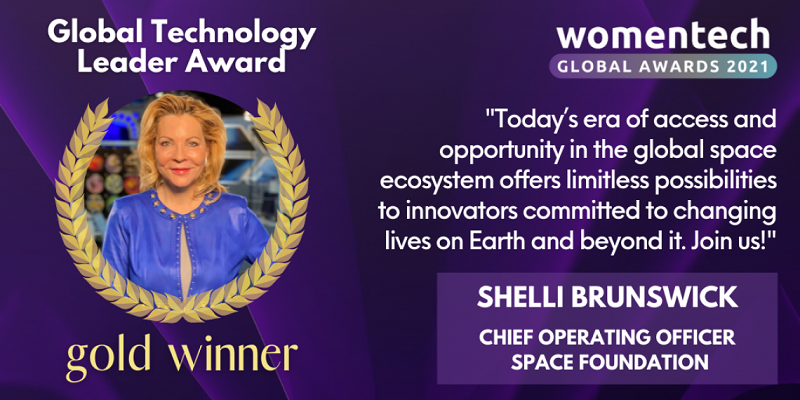 Global Technology
Leader Award
gold winner
womentech
GLOBAL AWARDS 2021
"Today's era of access and
opportunity in the global space
ecosystem offers limitless possibilities
to innovators committed to changing
lives on Earth and beyond it. Join us!"
SHELLI BRUNSWICK
CHIEF OPERATING OFFICER
SPACE FOUNDATION